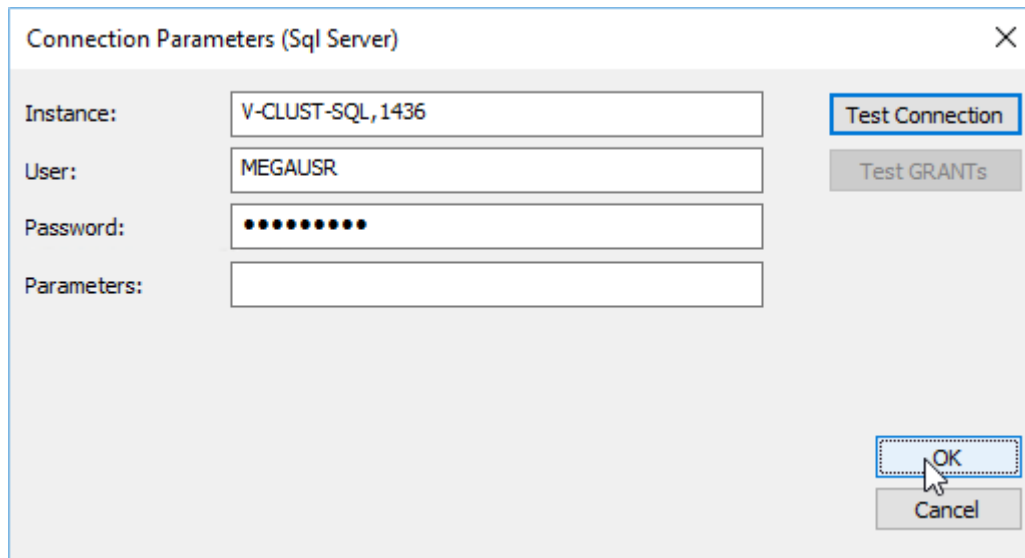 Connection Parameters (Sql Server)
Instance: V-CLUST-SQL,1436 Test Connection
User: MEGAUSR Test GRANTs
Password: •••••••••
Parameters:
OK
Cancel